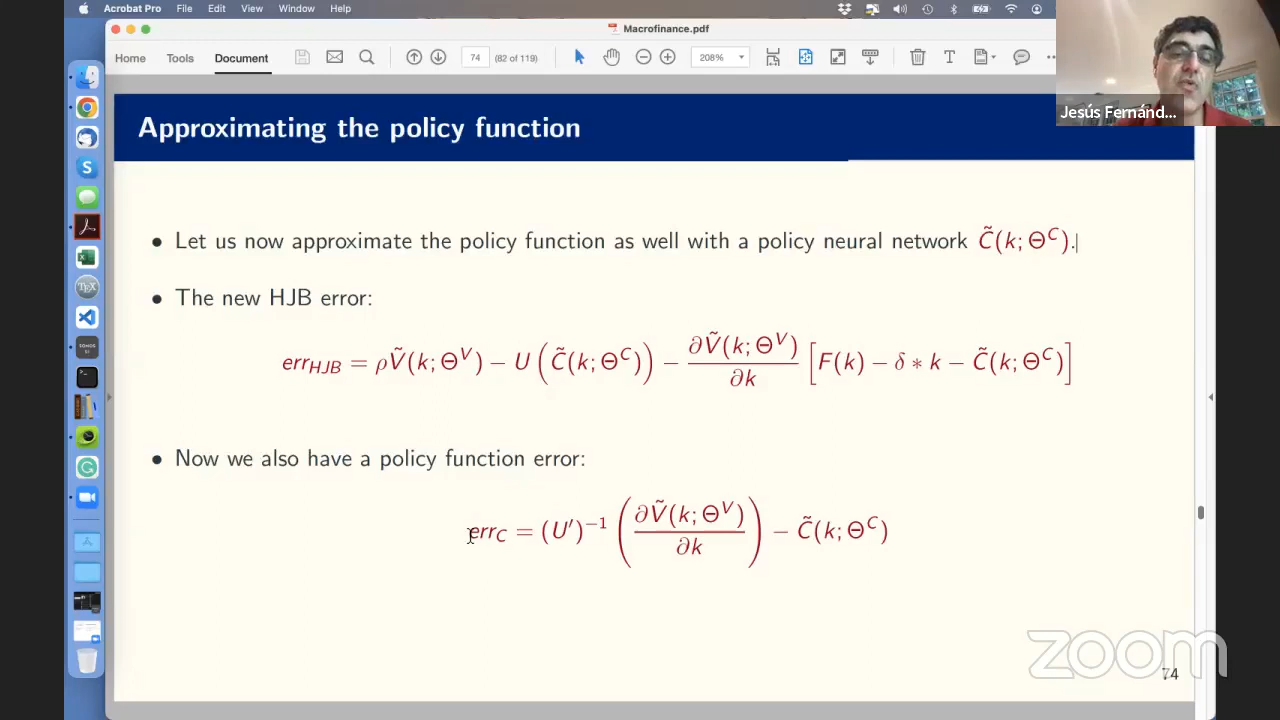 Acrobat Pro File Edit View Window Help
Macrofinance.pdf
Home Tools Document 74 (82 of 119) 208%
Jesús Fernánd...
Approximating the policy function
• Let us now approximate the policy function as well with a policy neural network C̃(k; Θ^C).
• The new HJB error:
err_HJB = ρṼ(k; Θ^V) − U(C̃(k; Θ^C)) − ∂Ṽ(k; Θ^V)/∂k [F(k) − δ ∗ k − C̃(k; Θ^C)]
• Now we also have a policy function error:
err_C = (U′)^−1 (∂Ṽ(k; Θ^V)/∂k) − C̃(k; Θ^C)
zoom
74